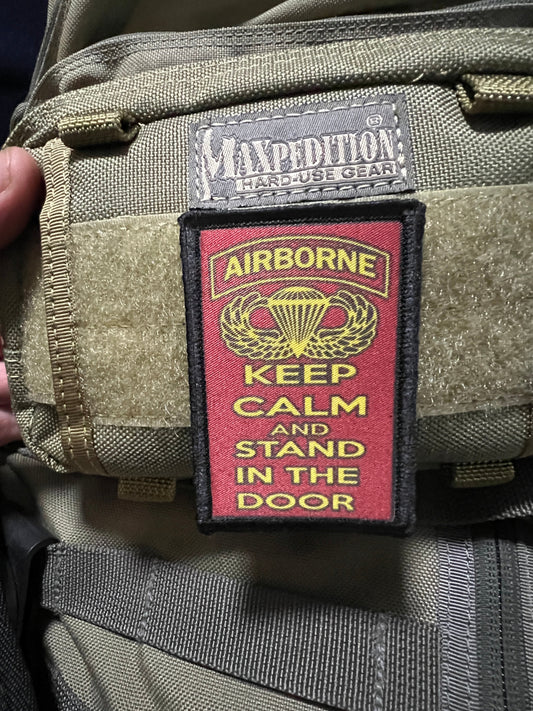 MAXPEDITION®
HARD-USE GEAR
AIRBORNE
KEEP
CALM
AND
STAND
IN THE
DOOR